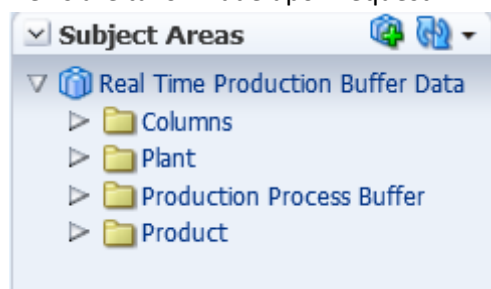 Subject Areas
Real Time Production Buffer Data
Columns
Plant
Production Process Buffer
Product